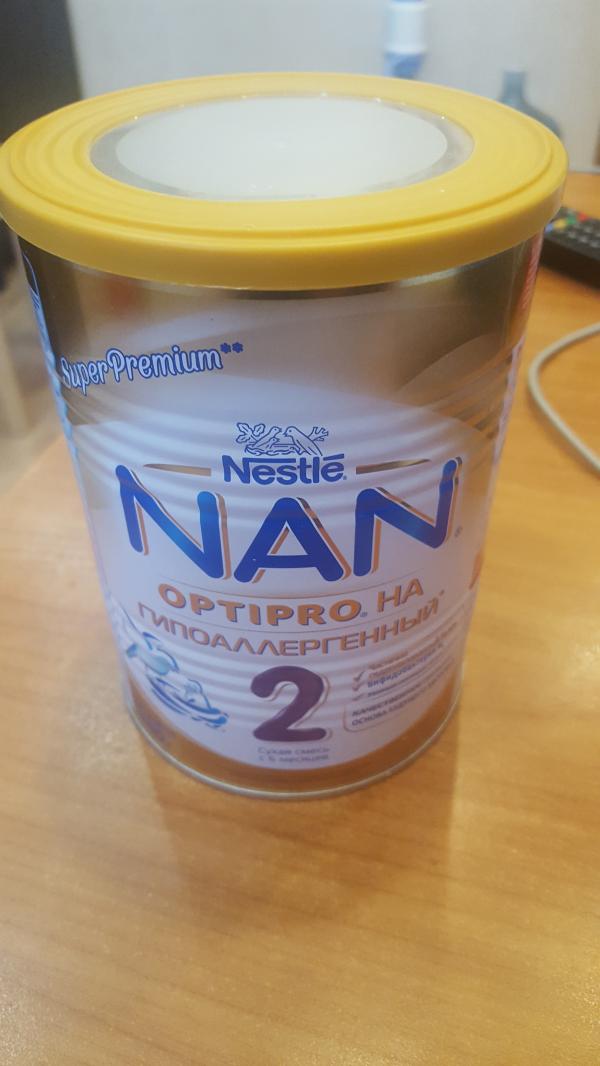 SuperPremium**
Nestlé®
NAN®
OPTIPRO® HA
ГИПОАЛЛЕРГЕННЫЙ*
2
Сухая смесь
с 6 месяцев